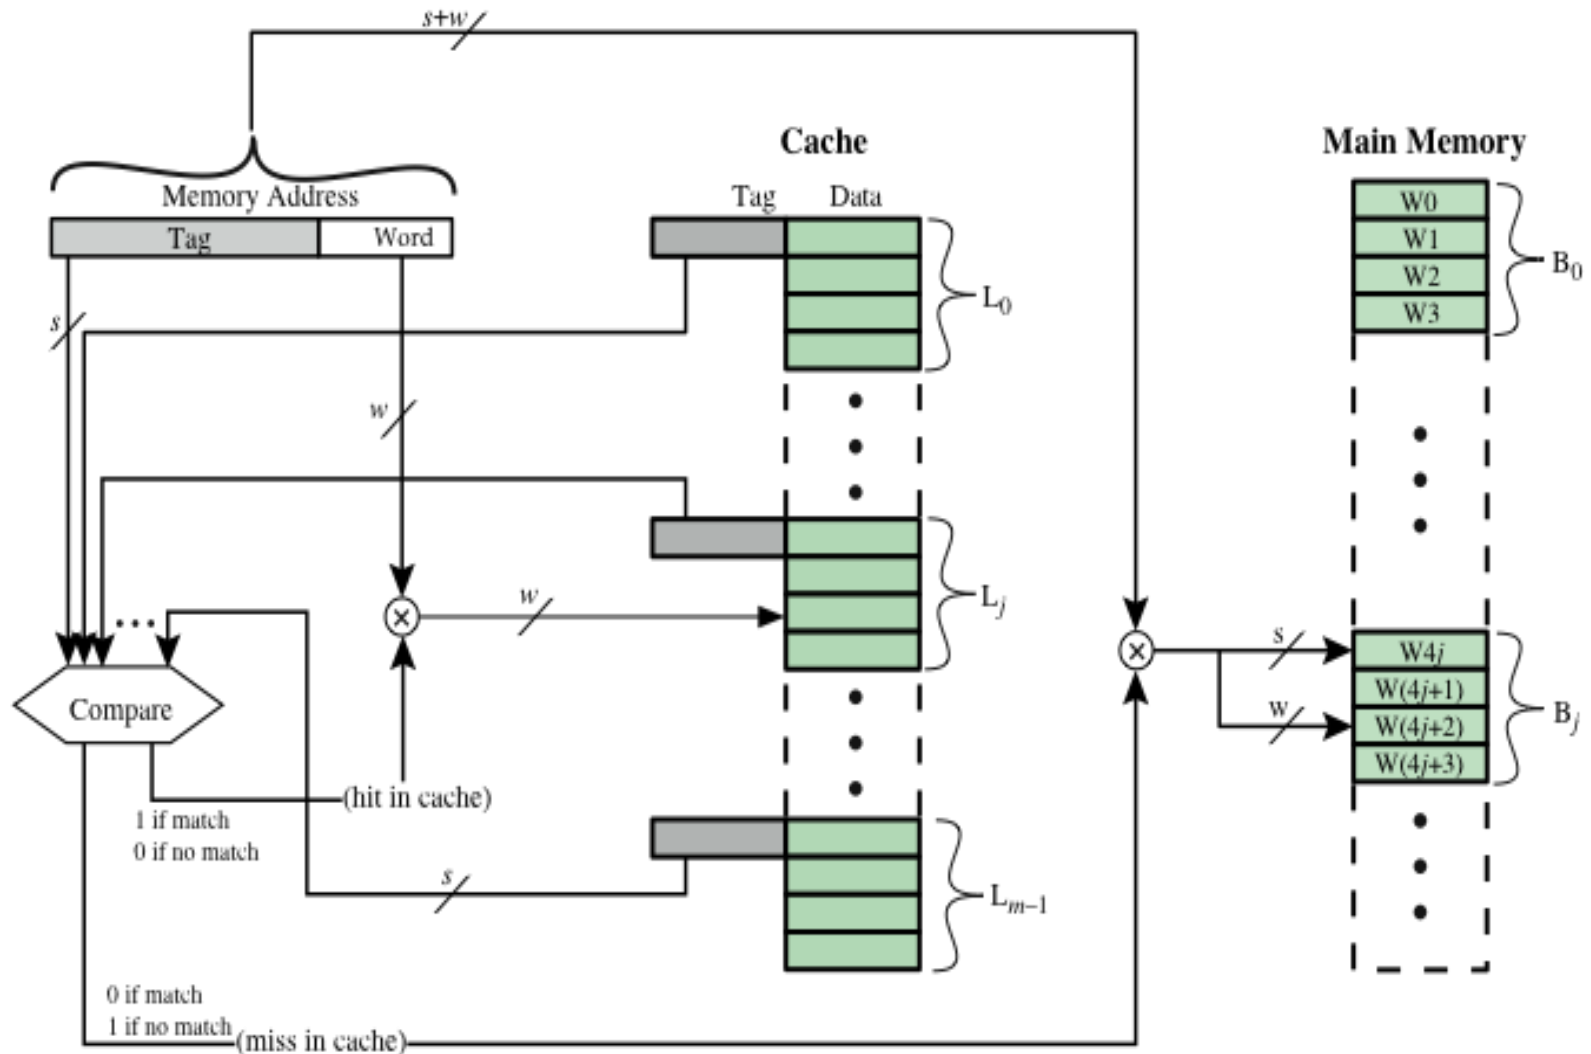 s+w
Cache
Main Memory
Memory Address
Tag Data
Tag Word
W0
W1
W2
W3
B0
L0
s
w
w
Lj
s
W4j
W(4j+1)
w
W(4j+2)
W(4j+3)
Bj
...
Compare
(hit in cache)
1 if match
0 if no match
s
Lm–1
0 if match
1 if no match
(miss in cache)